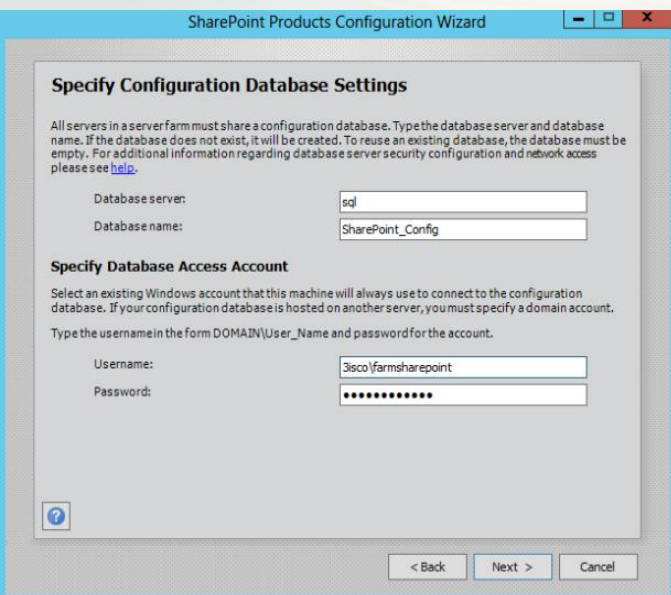 SharePoint Products Configuration Wizard
Specify Configuration Database Settings
All servers in a server farm must share a configuration database. Type the database server and database
name. If the database does not exist, it will be created. To reuse an existing database, the database must be
empty. For additional information regarding database server security configuration and network access
please see help.
Database server:
sql
Database name:
SharePoint_Config
Specify Database Access Account
Select an existing Windows account that this machine will always use to connect to the configuration
database. If your configuration database is hosted on another server, you must specify a domain account.
Type the username in the form DOMAIN\User_Name and password for the account.
Username:
3isco\farmsharepoint
Password:
●●●●●●●●●●●●
?
< Back
Next >
Cancel